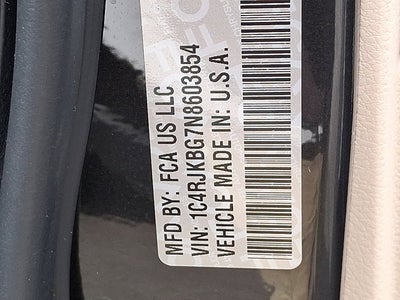 MFD BY: FCA US LLC
VIN: 1C4RJKBG7N8603854
VEHICLE MADE IN: U.S.A.